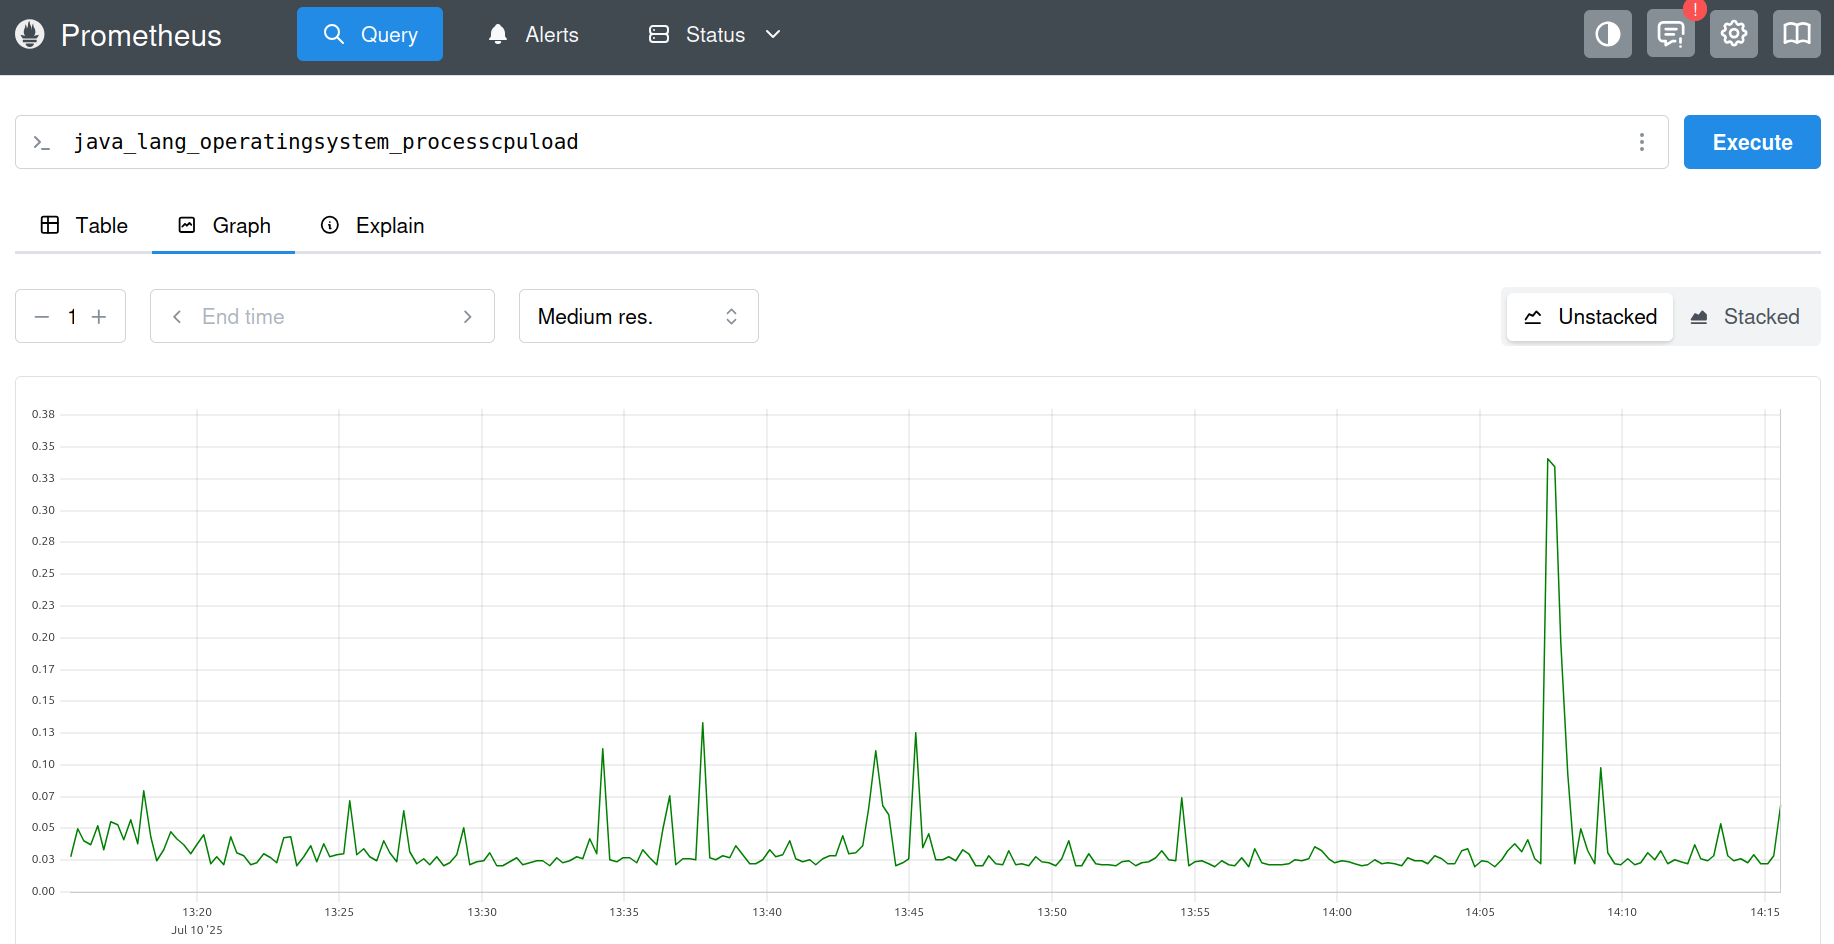 Prometheus Query Alerts Status !
java_lang_operatingsystem_processcpuload Execute
Table Graph Explain
1 End time Medium res. Unstacked Stacked
0.38
0.35
0.33
0.30
0.28
0.25
0.23
0.20
0.17
0.15
0.13
0.10
0.07
0.05
0.03
0.00
13:20 13:25 13:30 13:35 13:40 13:45 13:50 13:55 14:00 14:05 14:10 14:15
Jul 10 '25